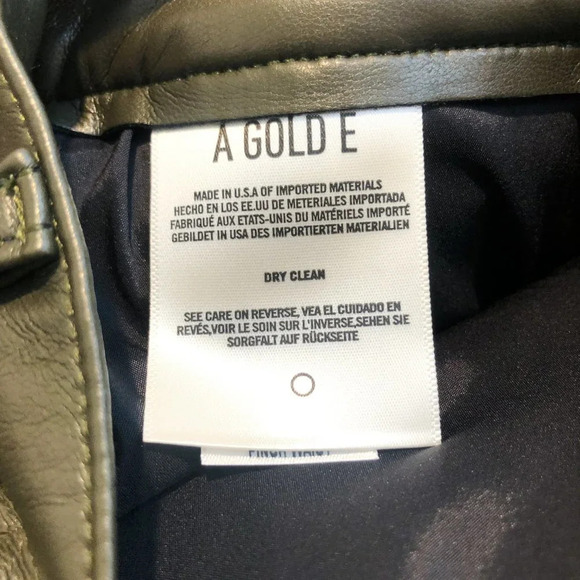 A GOLD E
MADE IN U.S.A OF IMPORTED MATERIALS
HECHO EN LOS EE.UU DE METERIALES IMPORTADA
FABRIQUÉ AUX ETATS-UNIS DU MATÉRIELS IMPORTÉ
GEBILDET IN USA DES IMPORTIERTEN MATERIALIEN
DRY CLEAN
SEE CARE ON REVERSE, VEA EL CUIDADO EN
REVÉS,VOIR LE SOIN SUR L'INVERSE,SEHEN SIE
SORGFALT AUF RÜCKSEITE